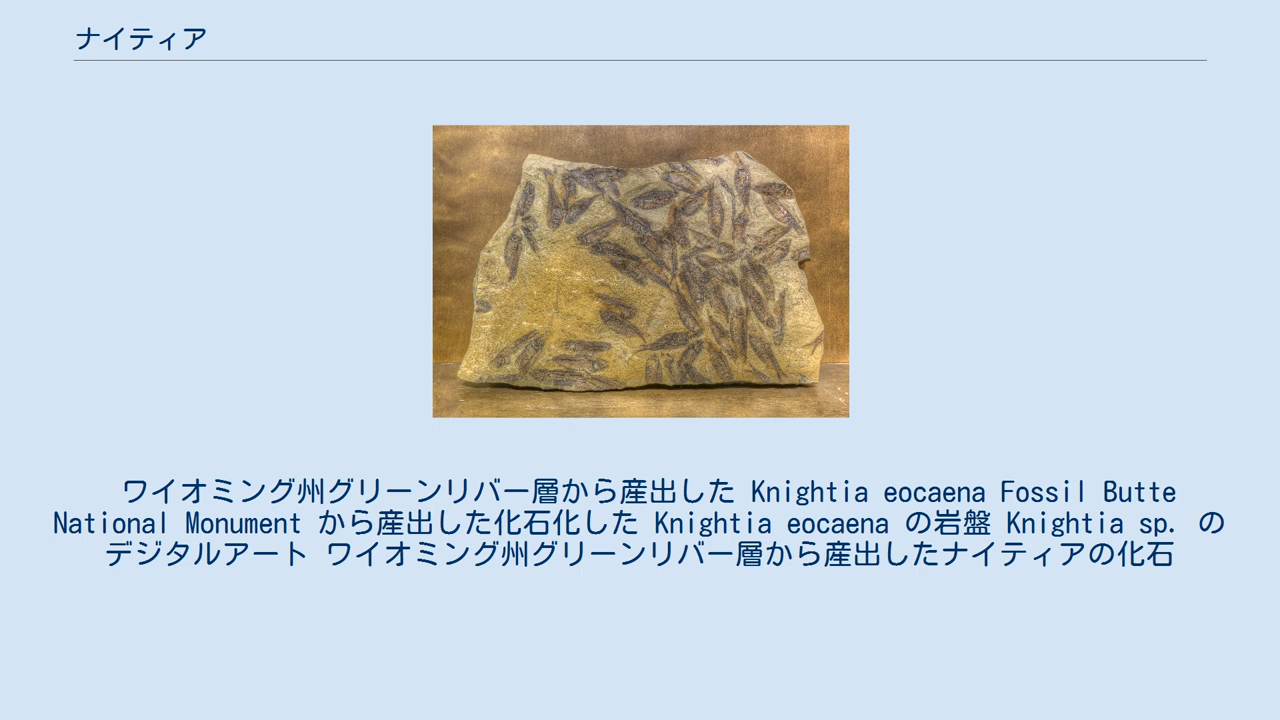 ナイティア
ワイオミング州グリーンリバー層から産出した Knightia eocaena Fossil Butte
National Monument から産出した化石化した Knightia eocaena の岩盤 Knightia sp. の
デジタルアート ワイオミング州グリーンリバー層から産出したナイティアの化石